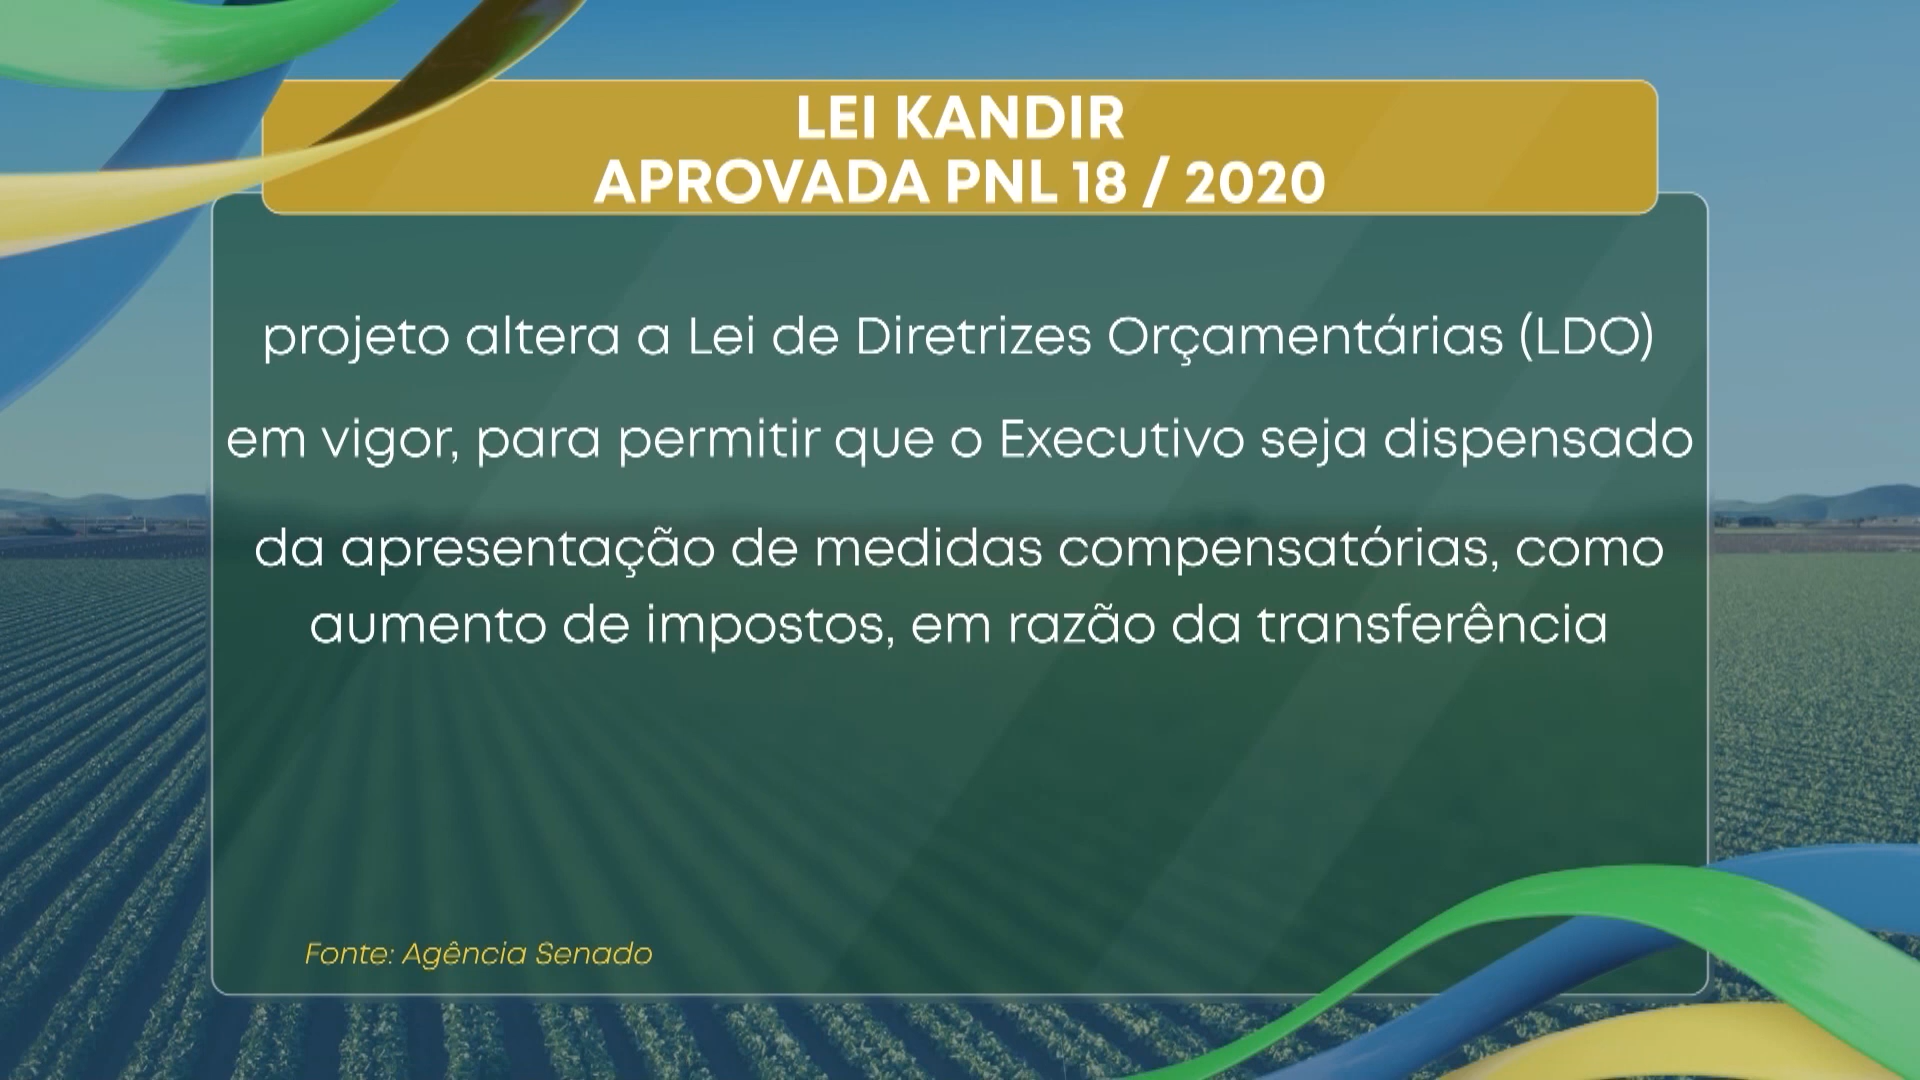 LEI KANDIR
APROVADA PNL 18 / 2020
projeto altera a Lei de Diretrizes Orçamentárias (LDO)
em vigor, para permitir que o Executivo seja dispensado
da apresentação de medidas compensatórias, como
aumento de impostos, em razão da transferência
Fonte: Agência Senado